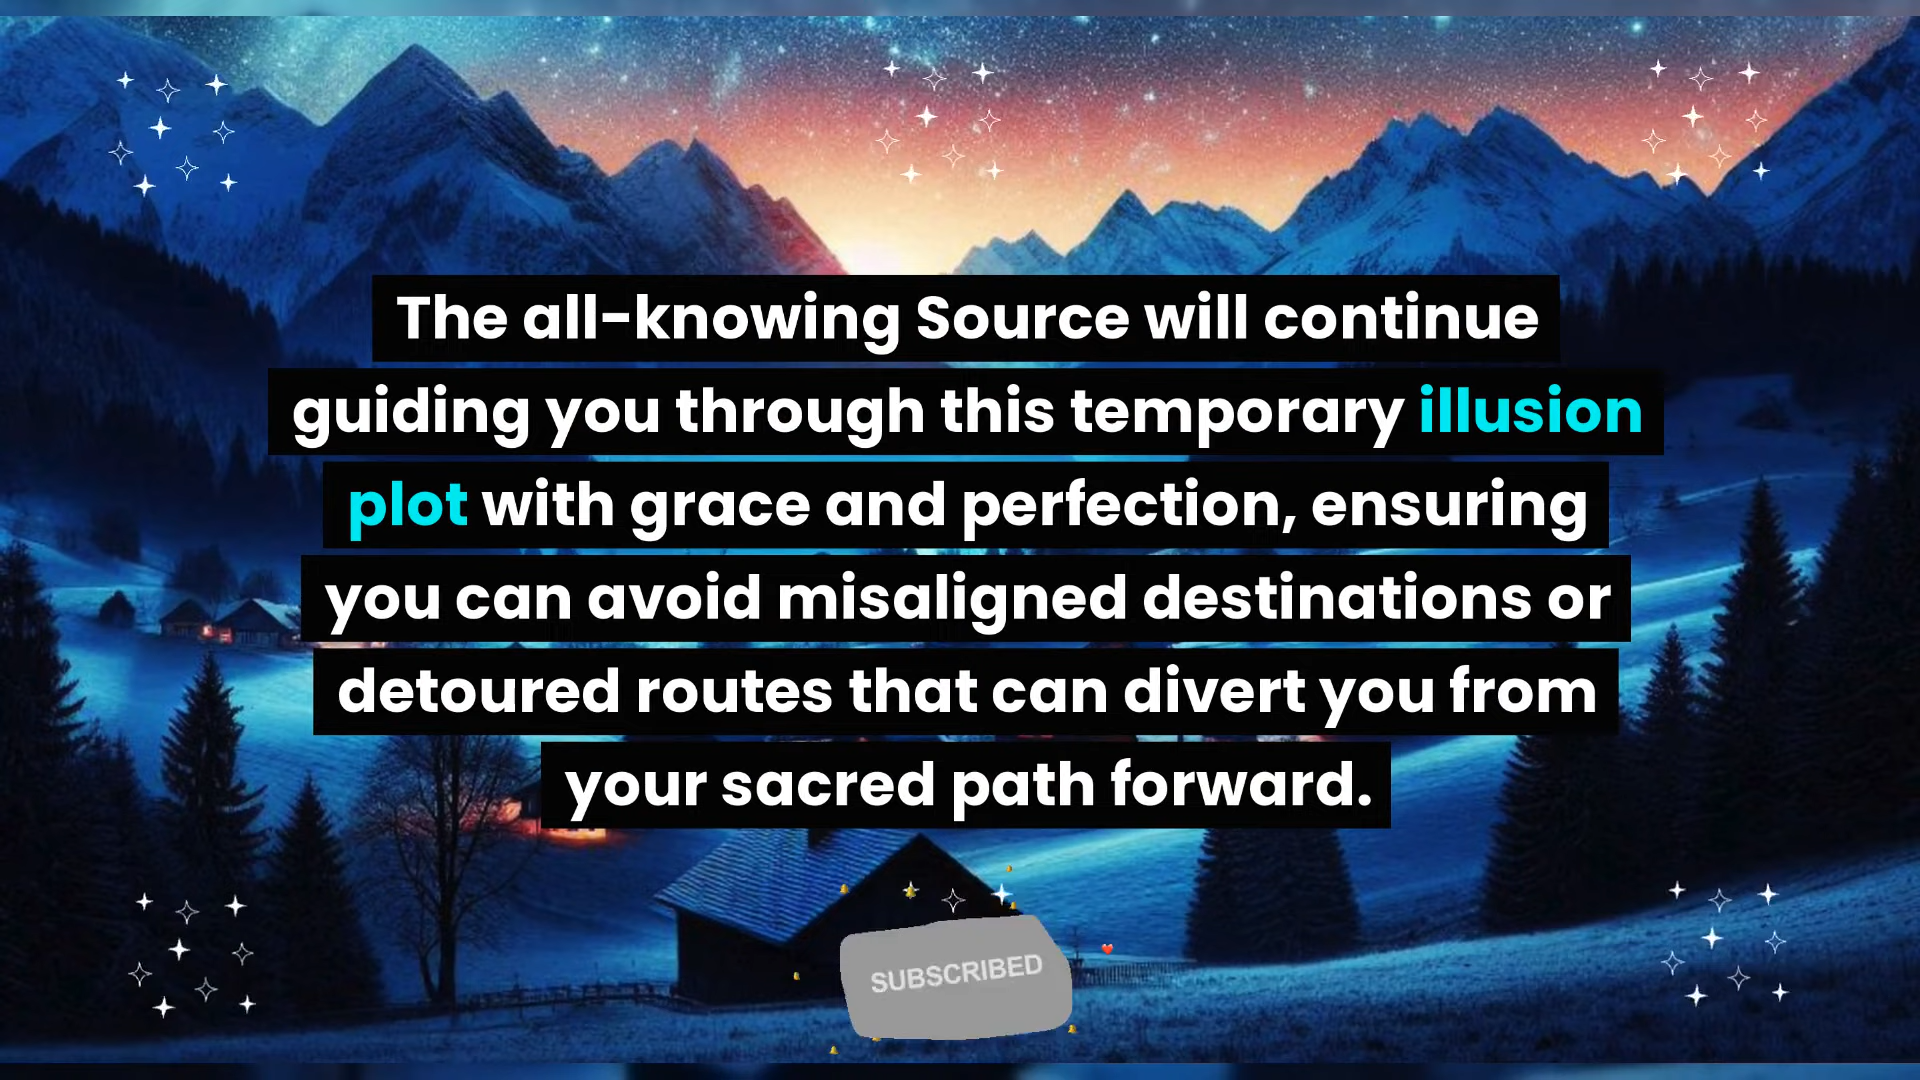 The all-knowing Source will continue
guiding you through this temporary illusion
plot with grace and perfection, ensuring
you can avoid misaligned destinations or
detoured routes that can divert you from
your sacred path forward.
SUBSCRIBED